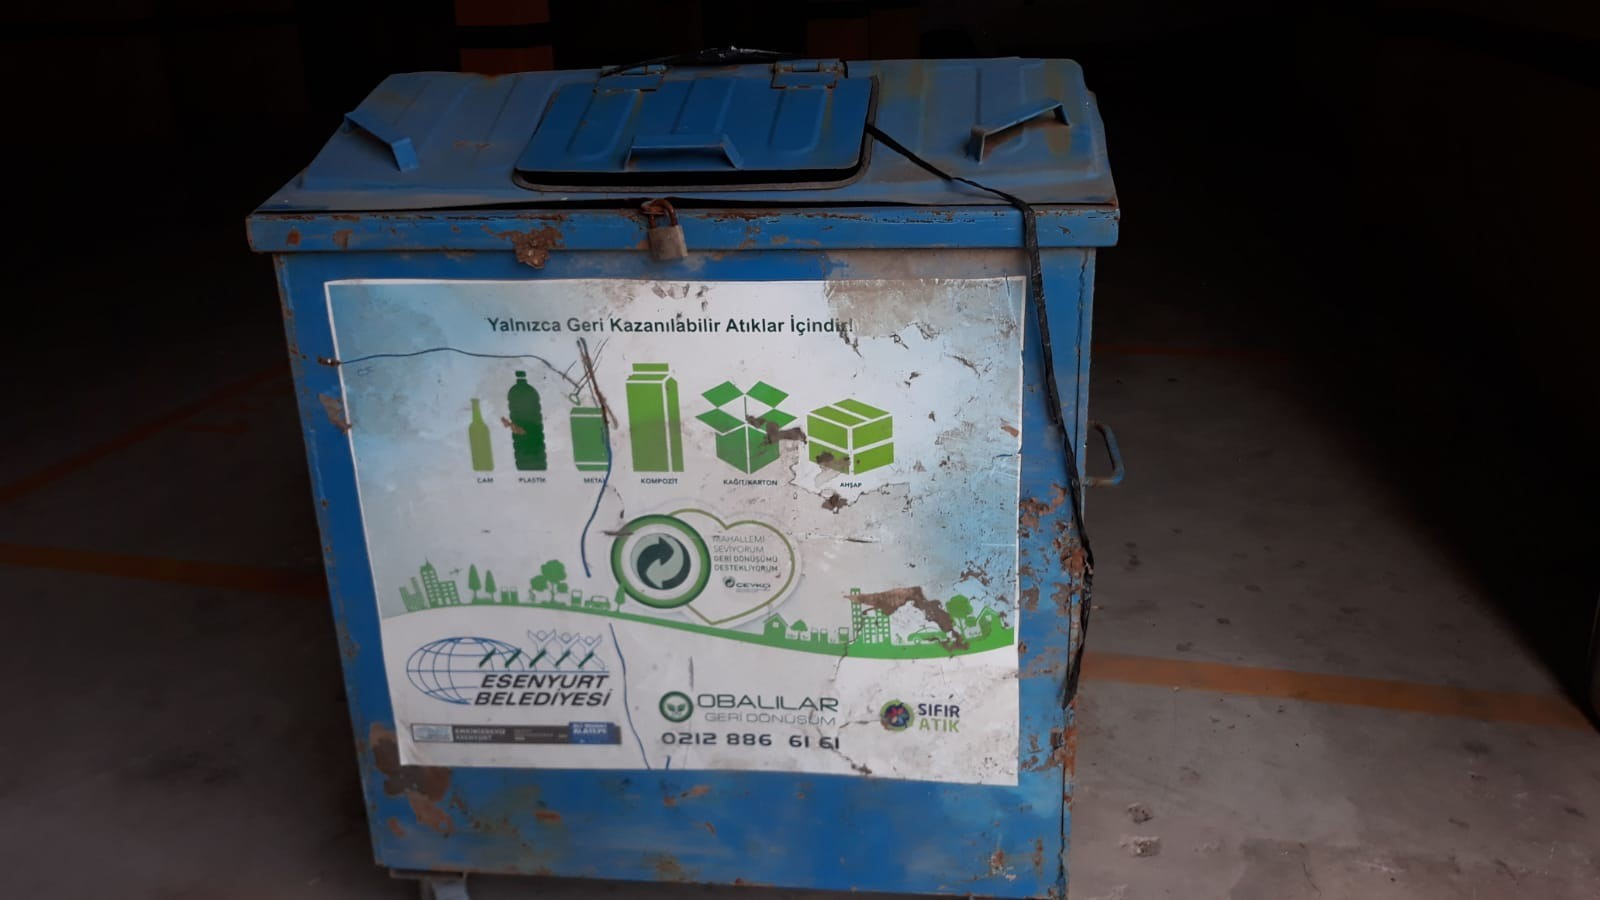 Yalnızca Geri Kazanılabilir Atıklar İçindir!
CAM PLASTİK METAL KOMPOZİT KAĞIT/KARTON AHŞAP
MAHALLEMİ
SEVİYORUM
GERİ DÖNÜŞÜMÜ
DESTEKLİYORUM
ÇEVKO
ESENYURT
BELEDİYESİ
OBALILAR
GERİ DÖNÜŞÜM
0212 886 61 61
SIFIR
ATIK